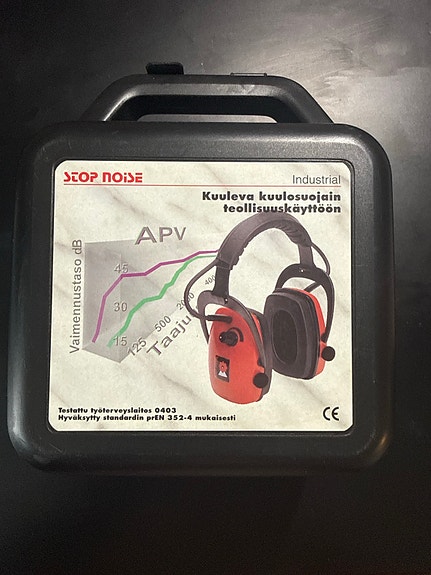 STOP NOISE
Industrial
Kuuleva kuulosuojain
teollisuuskäyttöön
APV
Vaimennustaso dB
45
30
15
125 500 2000 400
Taaju
Testattu työterveyslaitos 0403
Hyväksytty standardin prEN 352-4 mukaisesti
CE